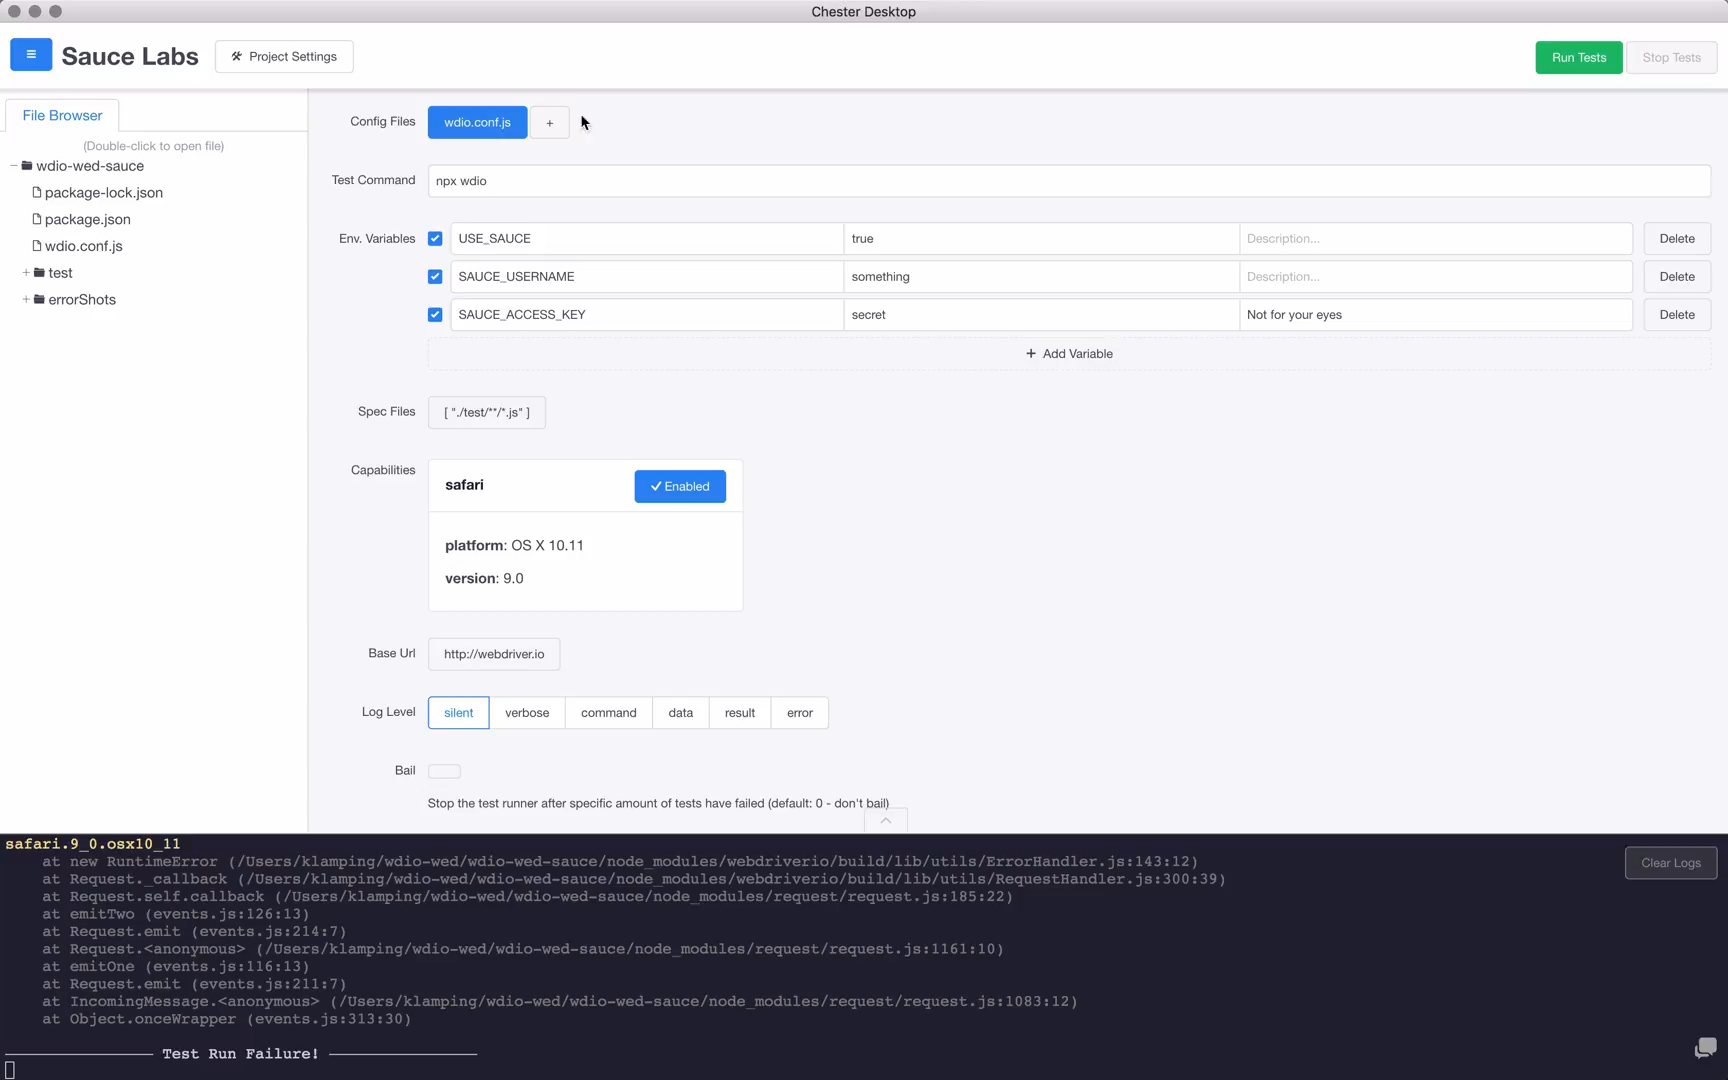 Chester Desktop
Sauce Labs
Project Settings
Run Tests
Stop Tests
File Browser
(Double-click to open file)
wdio-wed-sauce
package-lock.json
package.json
wdio.conf.js
test
errorShots
Config Files
wdio.conf.js
+
Test Command
npx wdio
Env. Variables
USE_SAUCE
true
Description...
Delete
SAUCE_USERNAME
something
Description...
Delete
SAUCE_ACCESS_KEY
secret
Not for your eyes
Delete
+ Add Variable
Spec Files
[ "./test/**/*.js" ]
Capabilities
safari
Enabled
platform: OS X 10.11
version: 9.0
Base Url
http://webdriver.io
Log Level
silent
verbose
command
data
result
error
Bail
Stop the test runner after specific amount of tests have failed (default: 0 - don't bail)
safari.9_0.osx10_11
at new RuntimeError (/Users/klamping/wdio-wed/wdio-wed-sauce/node_modules/webdriverio/build/lib/utils/ErrorHandler.js:143:12)
at Request._callback (/Users/klamping/wdio-wed/wdio-wed-sauce/node_modules/webdriverio/build/lib/utils/RequestHandler.js:300:39)
at Request.self.callback (/Users/klamping/wdio-wed/wdio-wed-sauce/node_modules/request/request.js:185:22)
at emitTwo (events.js:126:13)
at Request.emit (events.js:214:7)
at Request.<anonymous> (/Users/klamping/wdio-wed/wdio-wed-sauce/node_modules/request/request.js:1161:10)
at emitOne (events.js:116:13)
at Request.emit (events.js:211:7)
at IncomingMessage.<anonymous> (/Users/klamping/wdio-wed/wdio-wed-sauce/node_modules/request/request.js:1083:12)
at Object.onceWrapper (events.js:313:30)
Clear Logs
Test Run Failure!